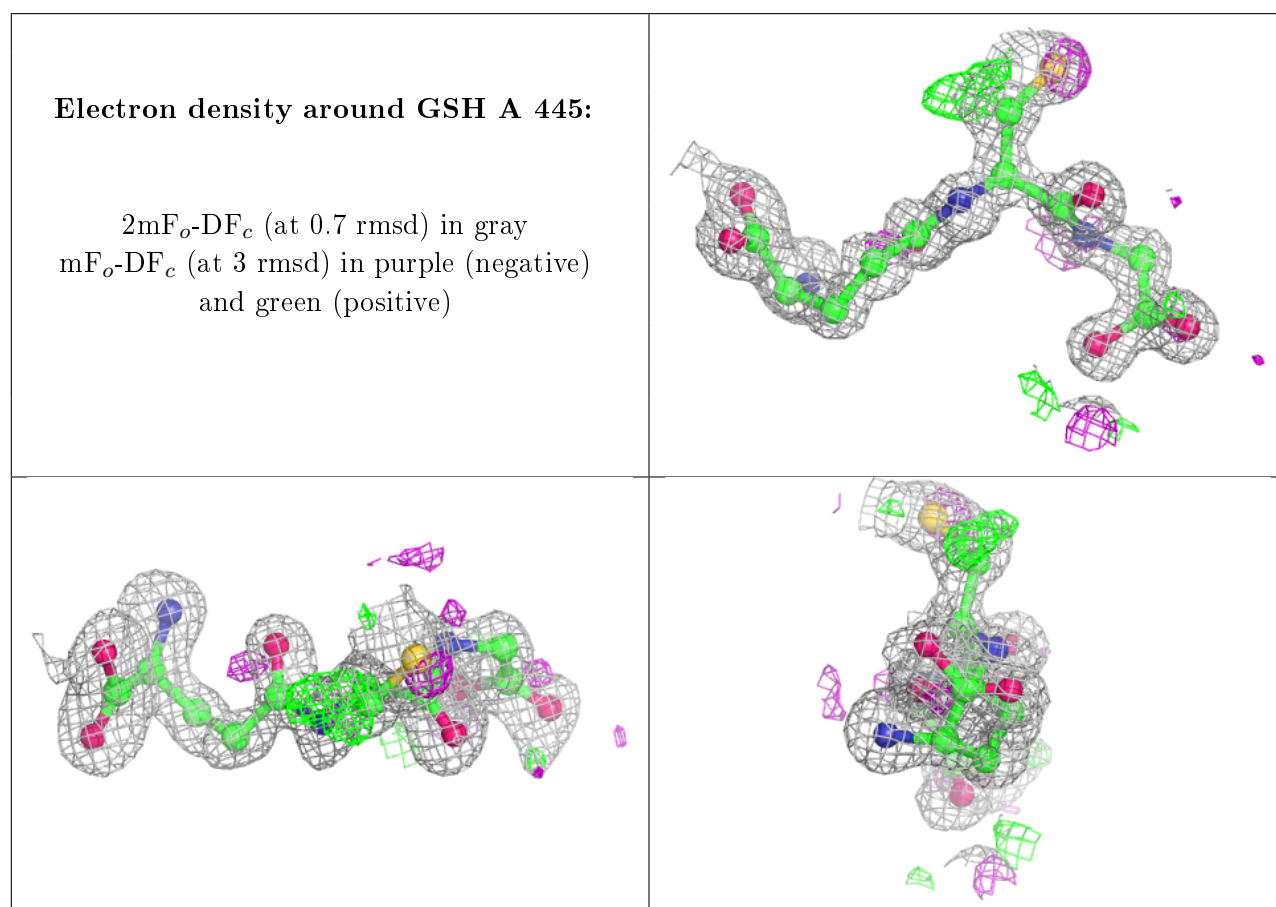 Electron density around GSH A 445:
2mFo-DFc (at 0.7 rmsd) in gray
mFo-DFc (at 3 rmsd) in purple (negative)
and green (positive)